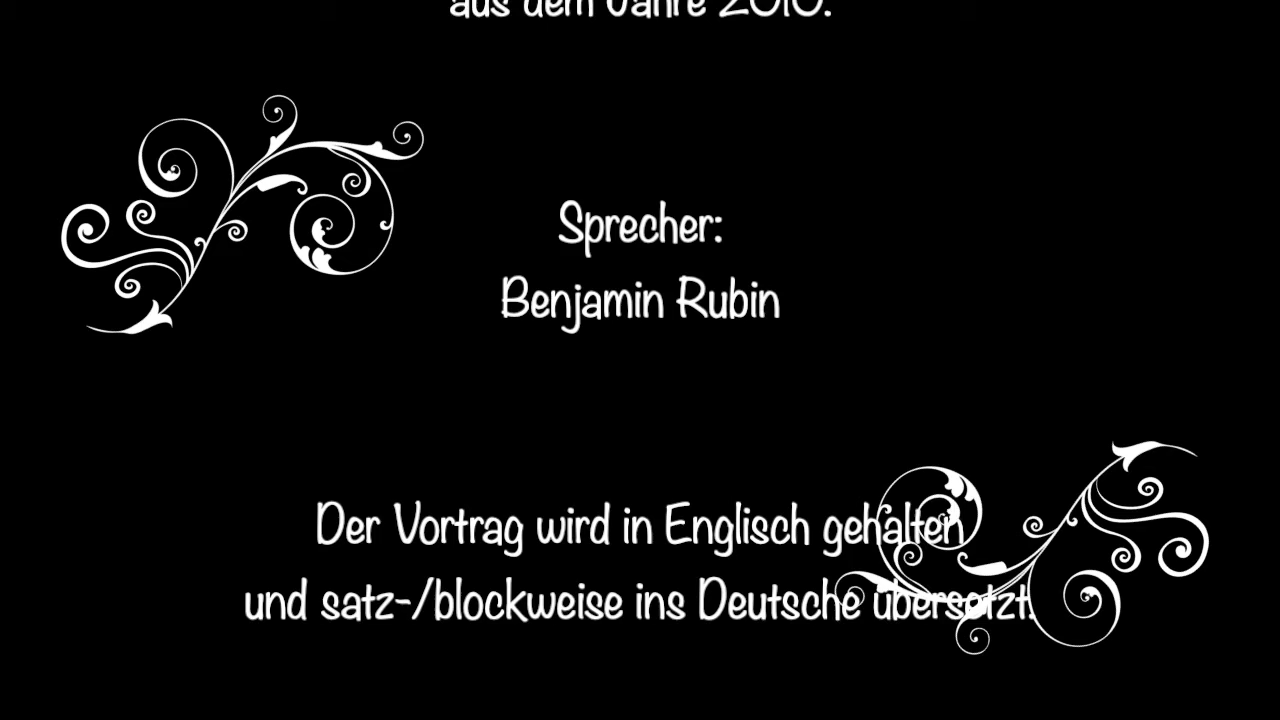 aus dem Jahre 2010.
Sprecher:
Benjamin Rubin
Der Vortrag wird in Englisch gehalten
und satz-/blockweise ins Deutsche übersetzt.